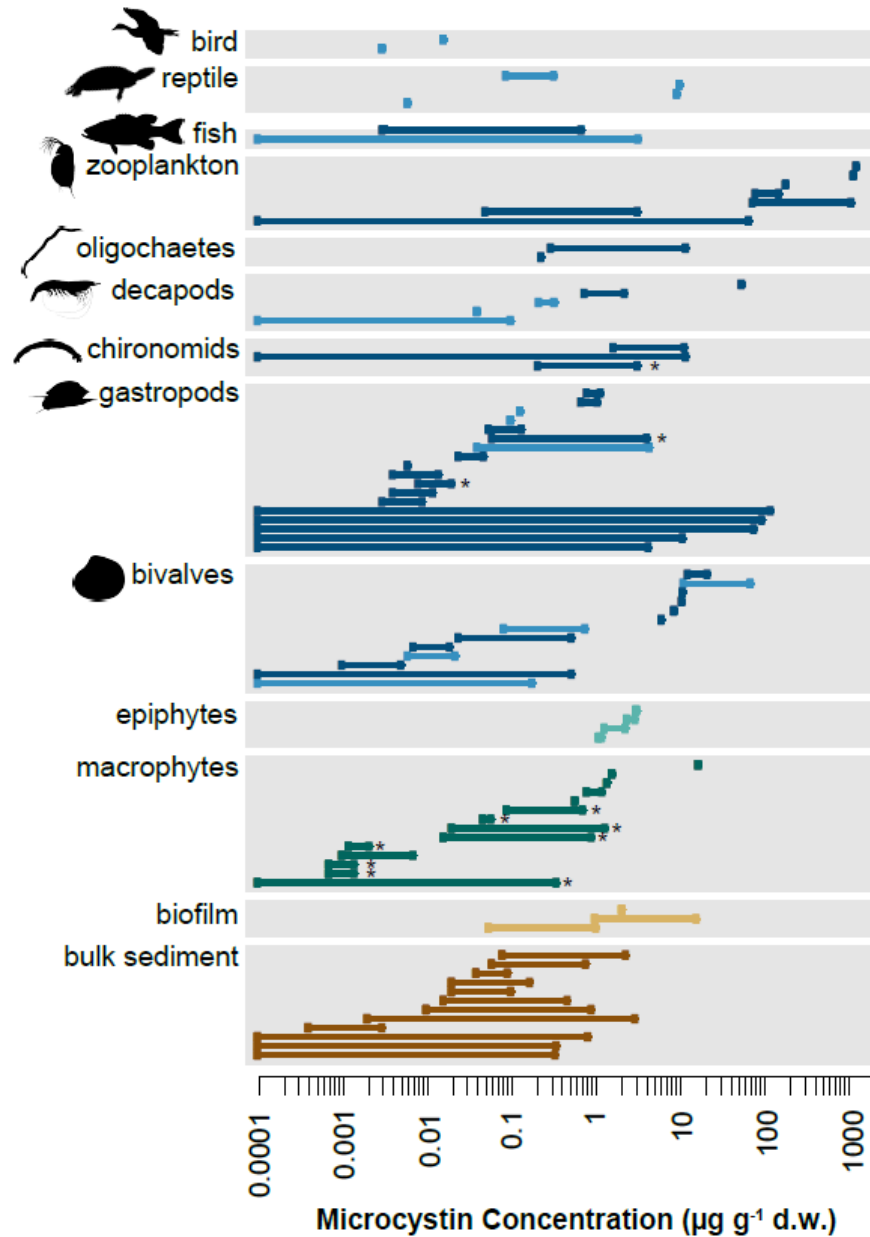 bird
reptile
fish
zooplankton
oligochaetes
decapods
chironomids
*
gastropods
*
*
bivalves
epiphytes
macrophytes
*
*
*
*
*
*
*
*
biofilm
bulk sediment
0.0001
0.001
0.01
0.1
1
10
100
1000
Microcystin Concentration (µg g⁻¹ d.w.)